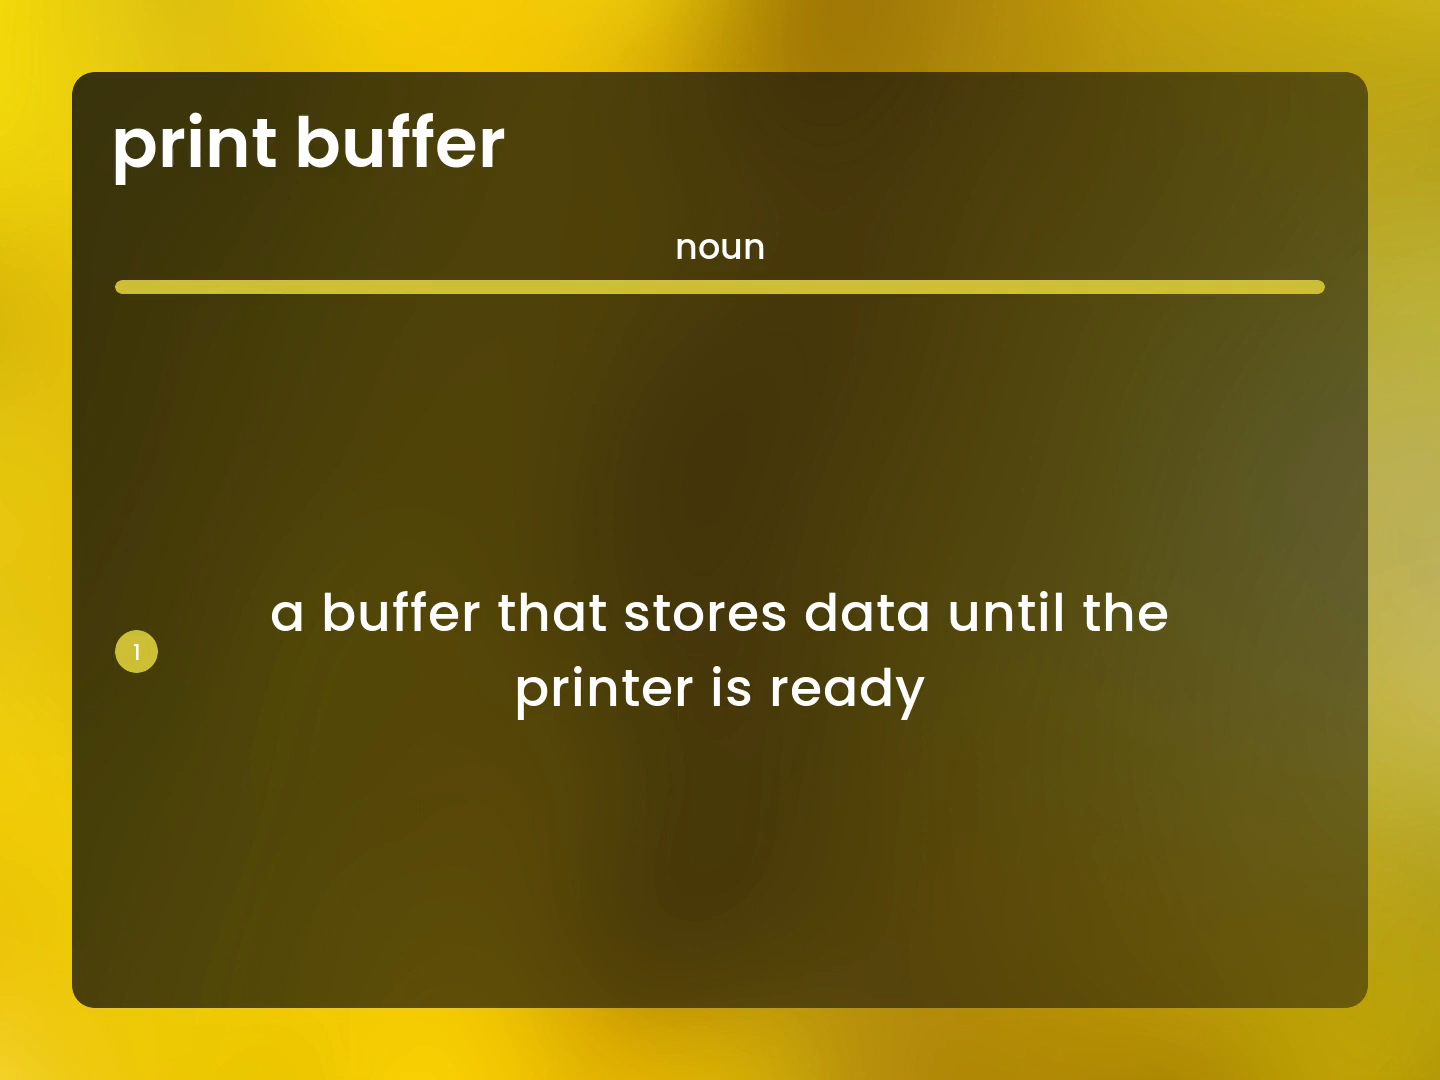 print buffer
noun
1
a buffer that stores data until the
printer is ready